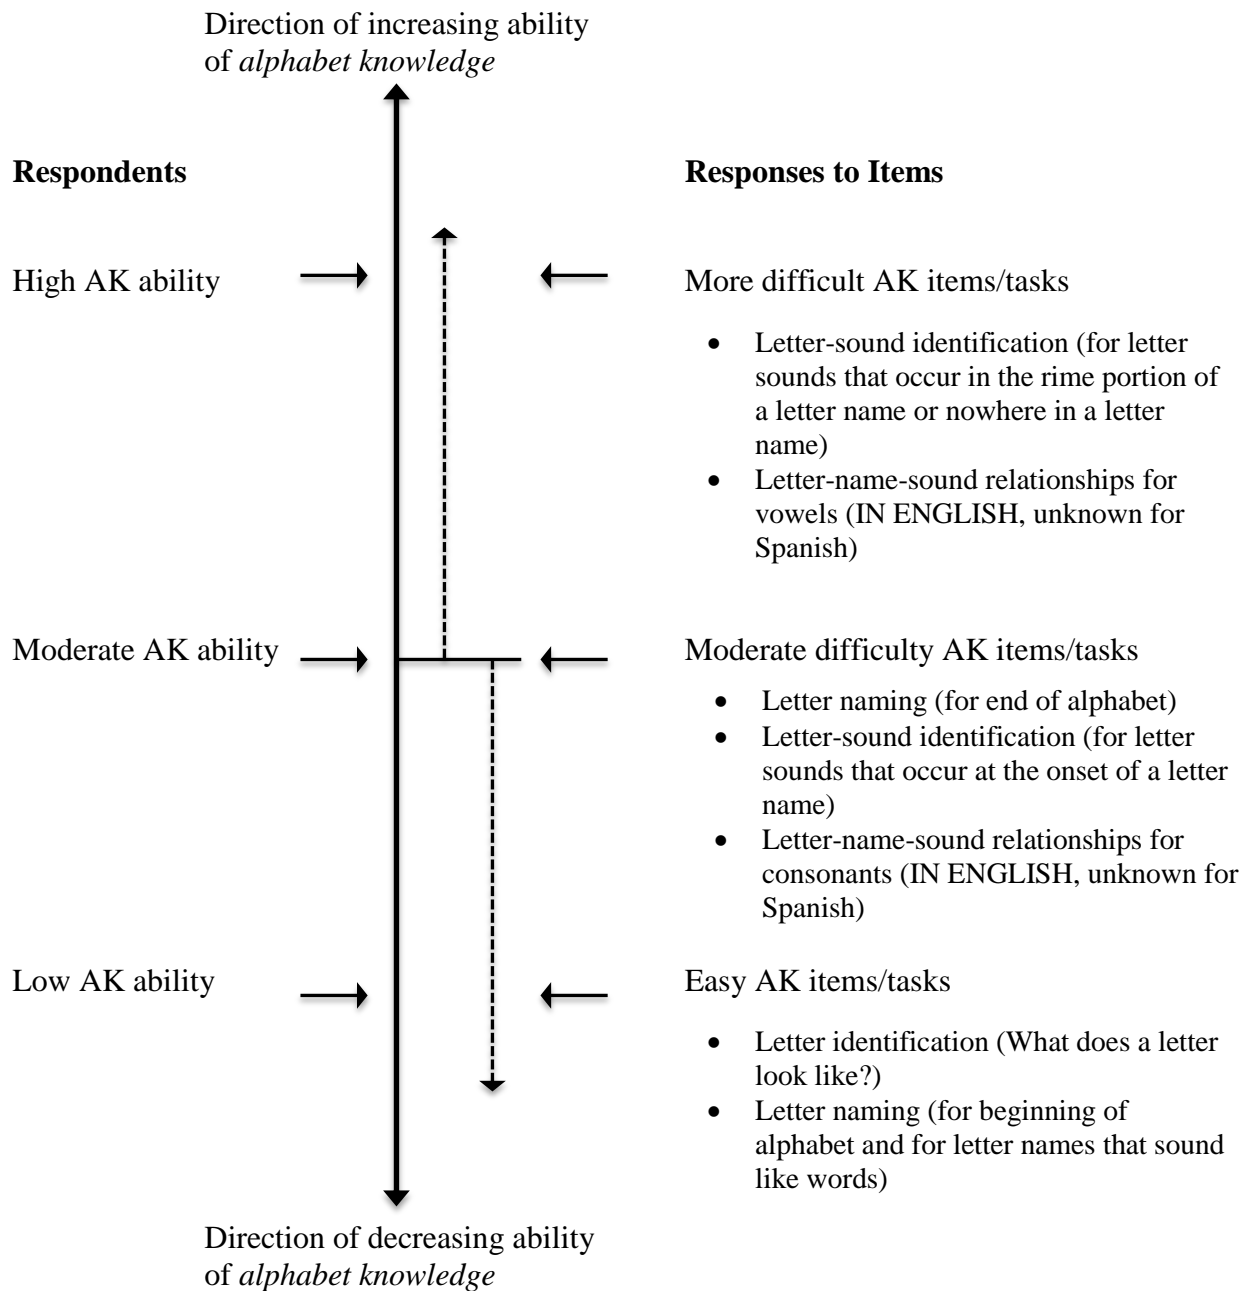 Direction of increasing ability
of alphabet knowledge
Respondents
Responses to Items
High AK ability
More difficult AK items/tasks
• Letter-sound identification (for letter
sounds that occur in the rime portion of
a letter name or nowhere in a letter
name)
• Letter-name-sound relationships for
vowels (IN ENGLISH, unknown for
Spanish)
Moderate AK ability
Moderate difficulty AK items/tasks
• Letter naming (for end of alphabet)
• Letter-sound identification (for letter
sounds that occur at the onset of a letter
name)
• Letter-name-sound relationships for
consonants (IN ENGLISH, unknown for
Spanish)
Low AK ability
Easy AK items/tasks
• Letter identification (What does a letter
look like?)
• Letter naming (for beginning of
alphabet and for letter names that sound
like words)
Direction of decreasing ability
of alphabet knowledge